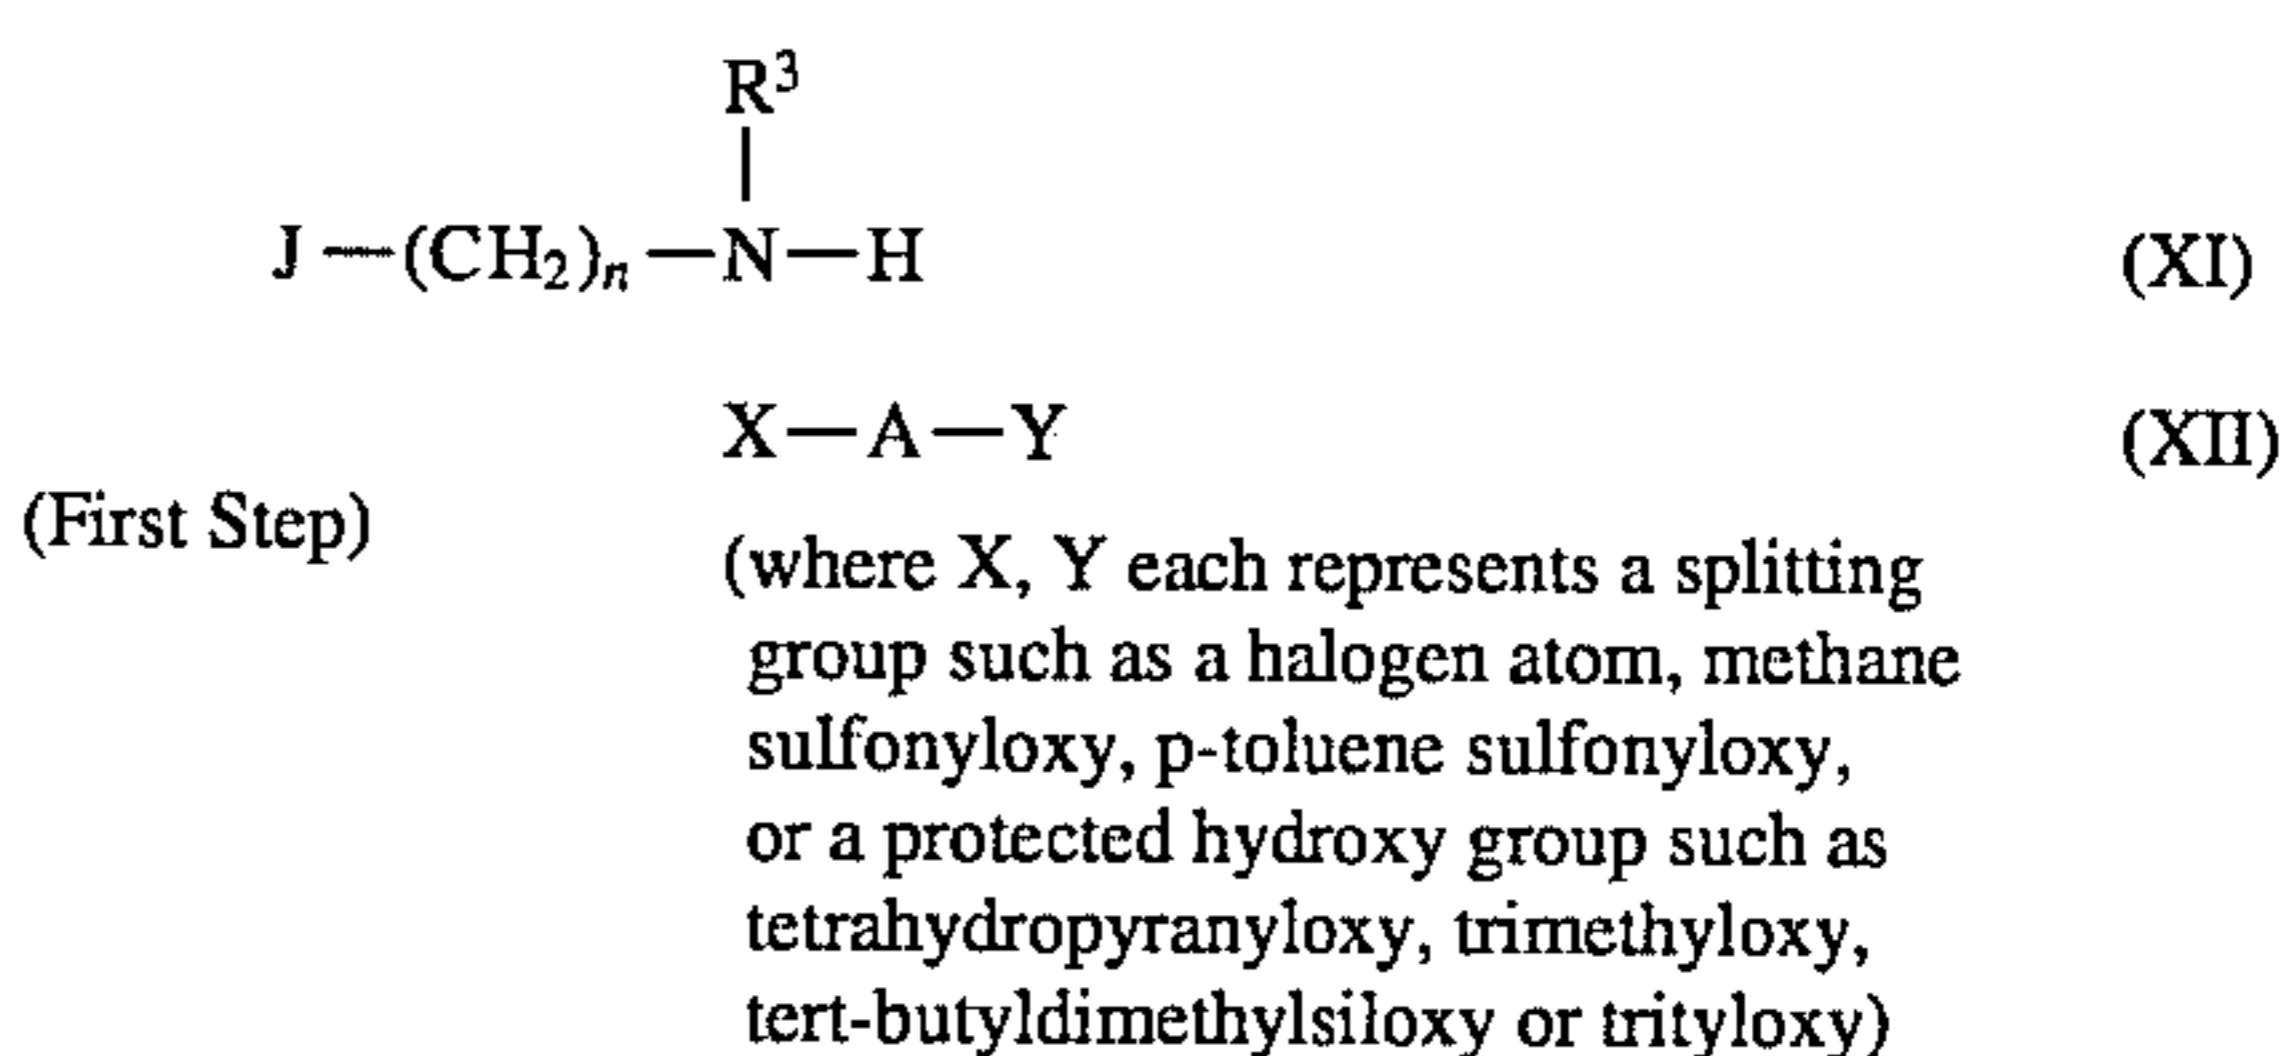 R³
J—(CH₂)ₙ—N—H (XI)
X—A—Y (XII)
(First Step)
(where X, Y each represents a splitting
group such as a halogen atom, methane
sulfonyloxy, p-toluene sulfonyloxy,
or a protected hydroxy group such as
tetrahydropyranyloxy, trimethyloxy,
tert-butyldimethylsiloxy or trityloxy)